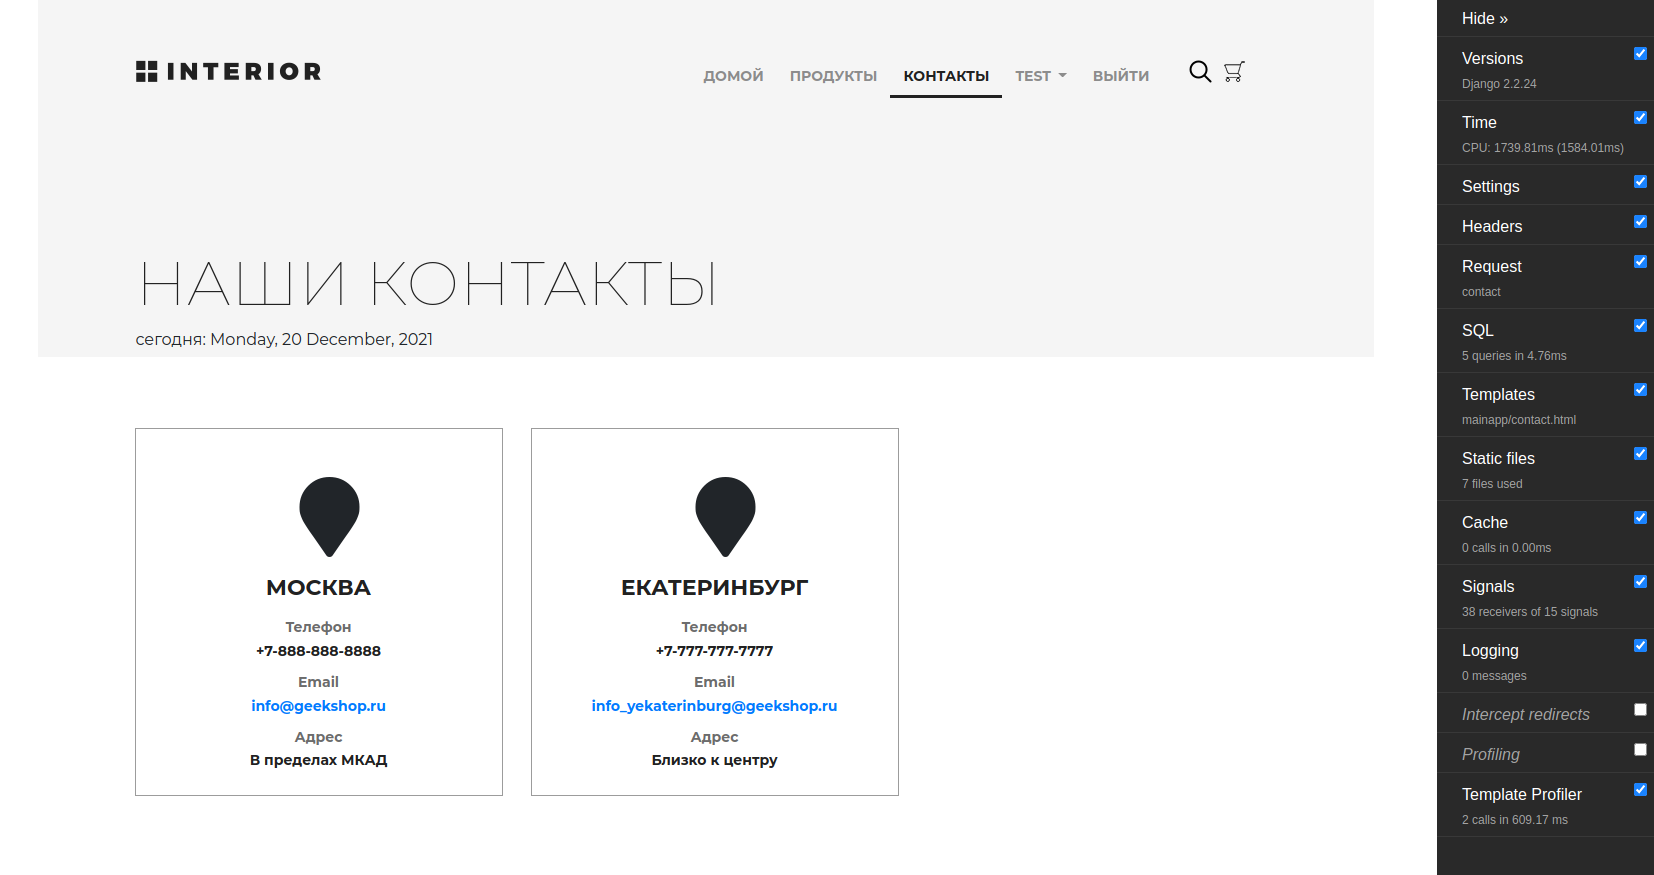 INTERIOR
ДОМОЙ ПРОДУКТЫ КОНТАКТЫ TEST ВЫЙТИ
НАШИ КОНТАКТЫ
сегодня: Monday, 20 December, 2021
МОСКВА
Телефон
+7-888-888-8888
Email
info@geekshop.ru
Адрес
В пределах МКАД
ЕКАТЕРИНБУРГ
Телефон
+7-777-777-7777
Email
info_yekaterinburg@geekshop.ru
Адрес
Близко к центру
Hide »
Versions
Django 2.2.24
Time
CPU: 1739.81ms (1584.01ms)
Settings
Headers
Request
contact
SQL
5 queries in 4.76ms
Templates
mainapp/contact.html
Static files
7 files used
Cache
0 calls in 0.00ms
Signals
38 receivers of 15 signals
Logging
0 messages
Intercept redirects
Profiling
Template Profiler
2 calls in 609.17 ms